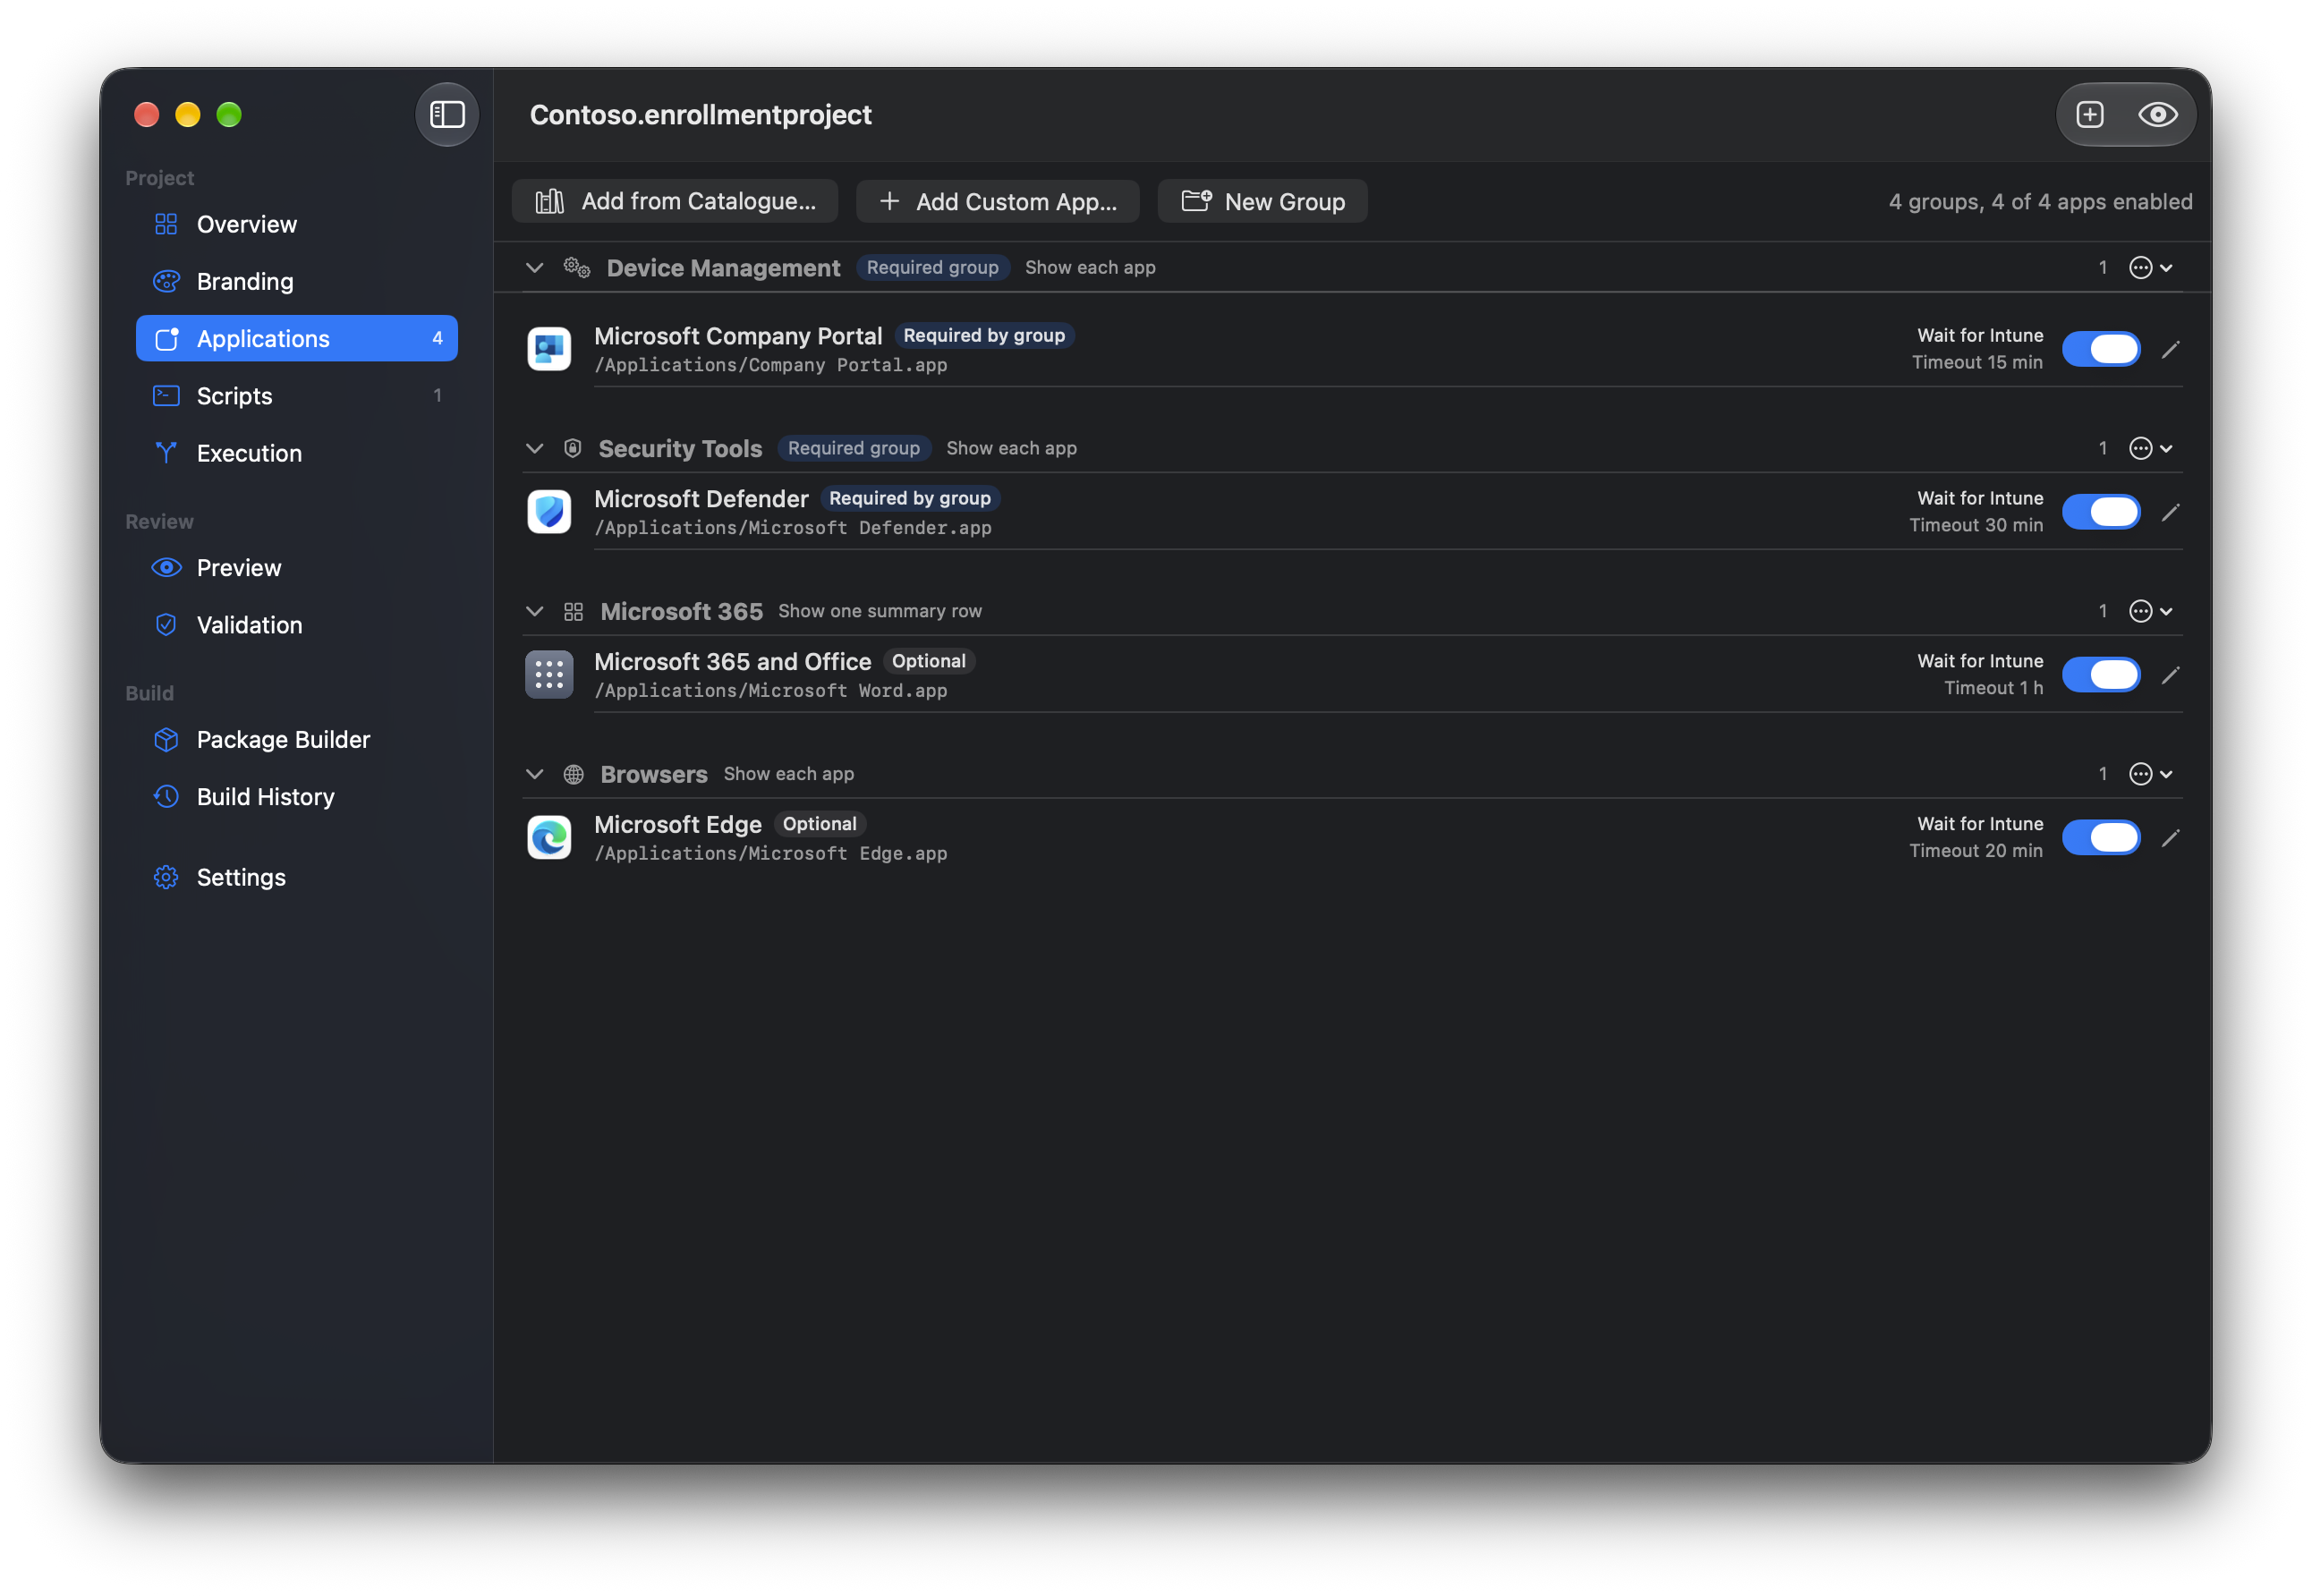 Contoso.enrollmentproject
Project
Overview
Branding
Applications 4
Scripts 1
Execution
Review
Preview
Validation
Build
Package Builder
Build History
Settings
Add from Catalogue...
Add Custom App...
New Group
4 groups, 4 of 4 apps enabled
Device Management Required group Show each app 1
Microsoft Company Portal Required by group
/Applications/Company Portal.app
Wait for Intune
Timeout 15 min
Security Tools Required group Show each app 1
Microsoft Defender Required by group
/Applications/Microsoft Defender.app
Wait for Intune
Timeout 30 min
Microsoft 365 Show one summary row 1
Microsoft 365 and Office Optional
/Applications/Microsoft Word.app
Wait for Intune
Timeout 1 h
Browsers Show each app 1
Microsoft Edge Optional
/Applications/Microsoft Edge.app
Wait for Intune
Timeout 20 min